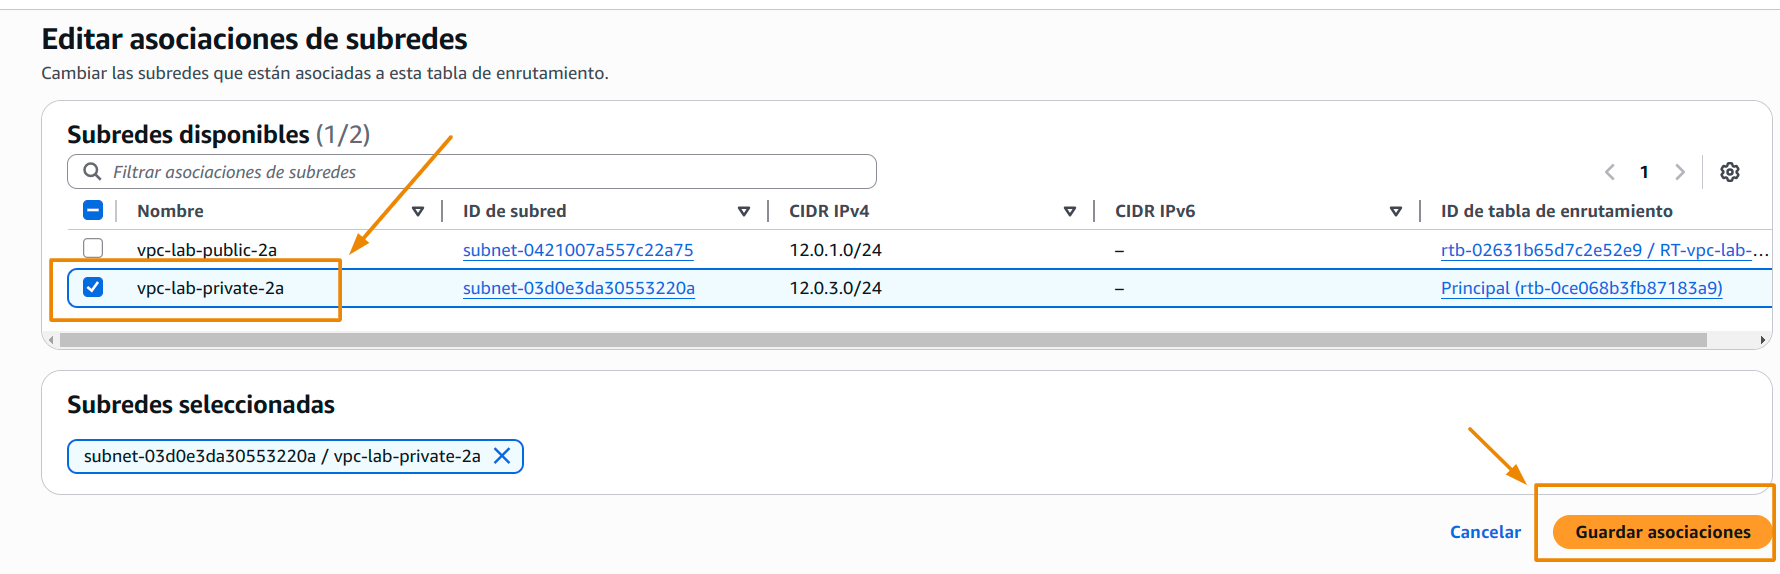 Editar asociaciones de subredes
Cambiar las subredes que están asociadas a esta tabla de enrutamiento.
Subredes disponibles (1/2)
Filtrar asociaciones de subredes
1
Nombre ID de subred CIDR IPv4 CIDR IPv6 ID de tabla de enrutamiento
vpc-lab-public-2a subnet-0421007a557c22a75 12.0.1.0/24 – rtb-02631b65d7c2e52e9 / RT-vpc-lab-...
vpc-lab-private-2a subnet-03d0e3da30553220a 12.0.3.0/24 – Principal (rtb-0ce068b3fb87183a9)
Subredes seleccionadas
subnet-03d0e3da30553220a / vpc-lab-private-2a
Cancelar Guardar asociaciones